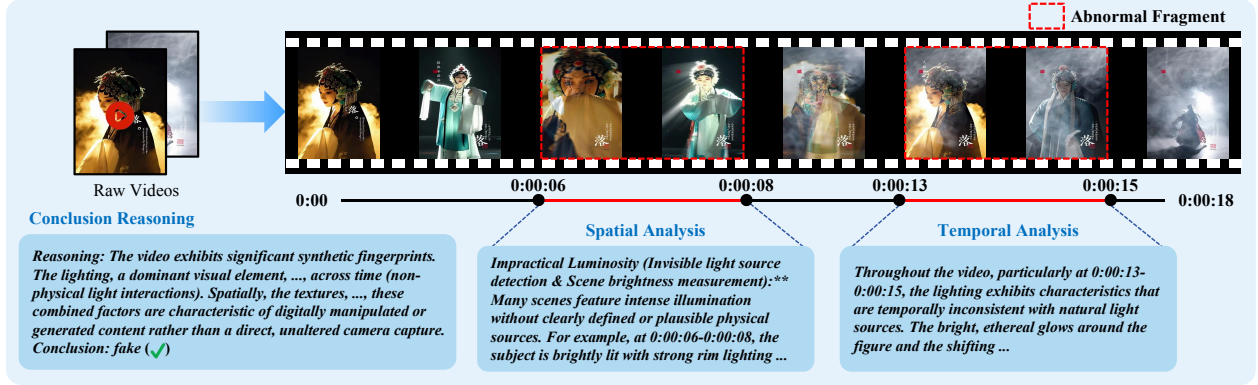 Abnormal Fragment
Raw Videos
0:00
0:00:06
0:00:08
0:00:13
0:00:15
0:00:18
Conclusion Reasoning
Reasoning: The video exhibits significant synthetic fingerprints.
The lighting, a dominant visual element, ..., across time (non-
physical light interactions). Spatially, the textures, ..., these
combined factors are characteristic of digitally manipulated or
generated content rather than a direct, unaltered camera capture.
Conclusion: fake (✓)
Spatial Analysis
Impractical Luminosity (Invisible light source
detection & Scene brightness measurement):**
Many scenes feature intense illumination
without clearly defined or plausible physical
sources. For example, at 0:00:06-0:00:08, the
subject is brightly lit with strong rim lighting ...
Temporal Analysis
Throughout the video, particularly at 0:00:13-
0:00:15, the lighting exhibits characteristics that
are temporally inconsistent with natural light
sources. The bright, ethereal glows around the
figure and the shifting ...